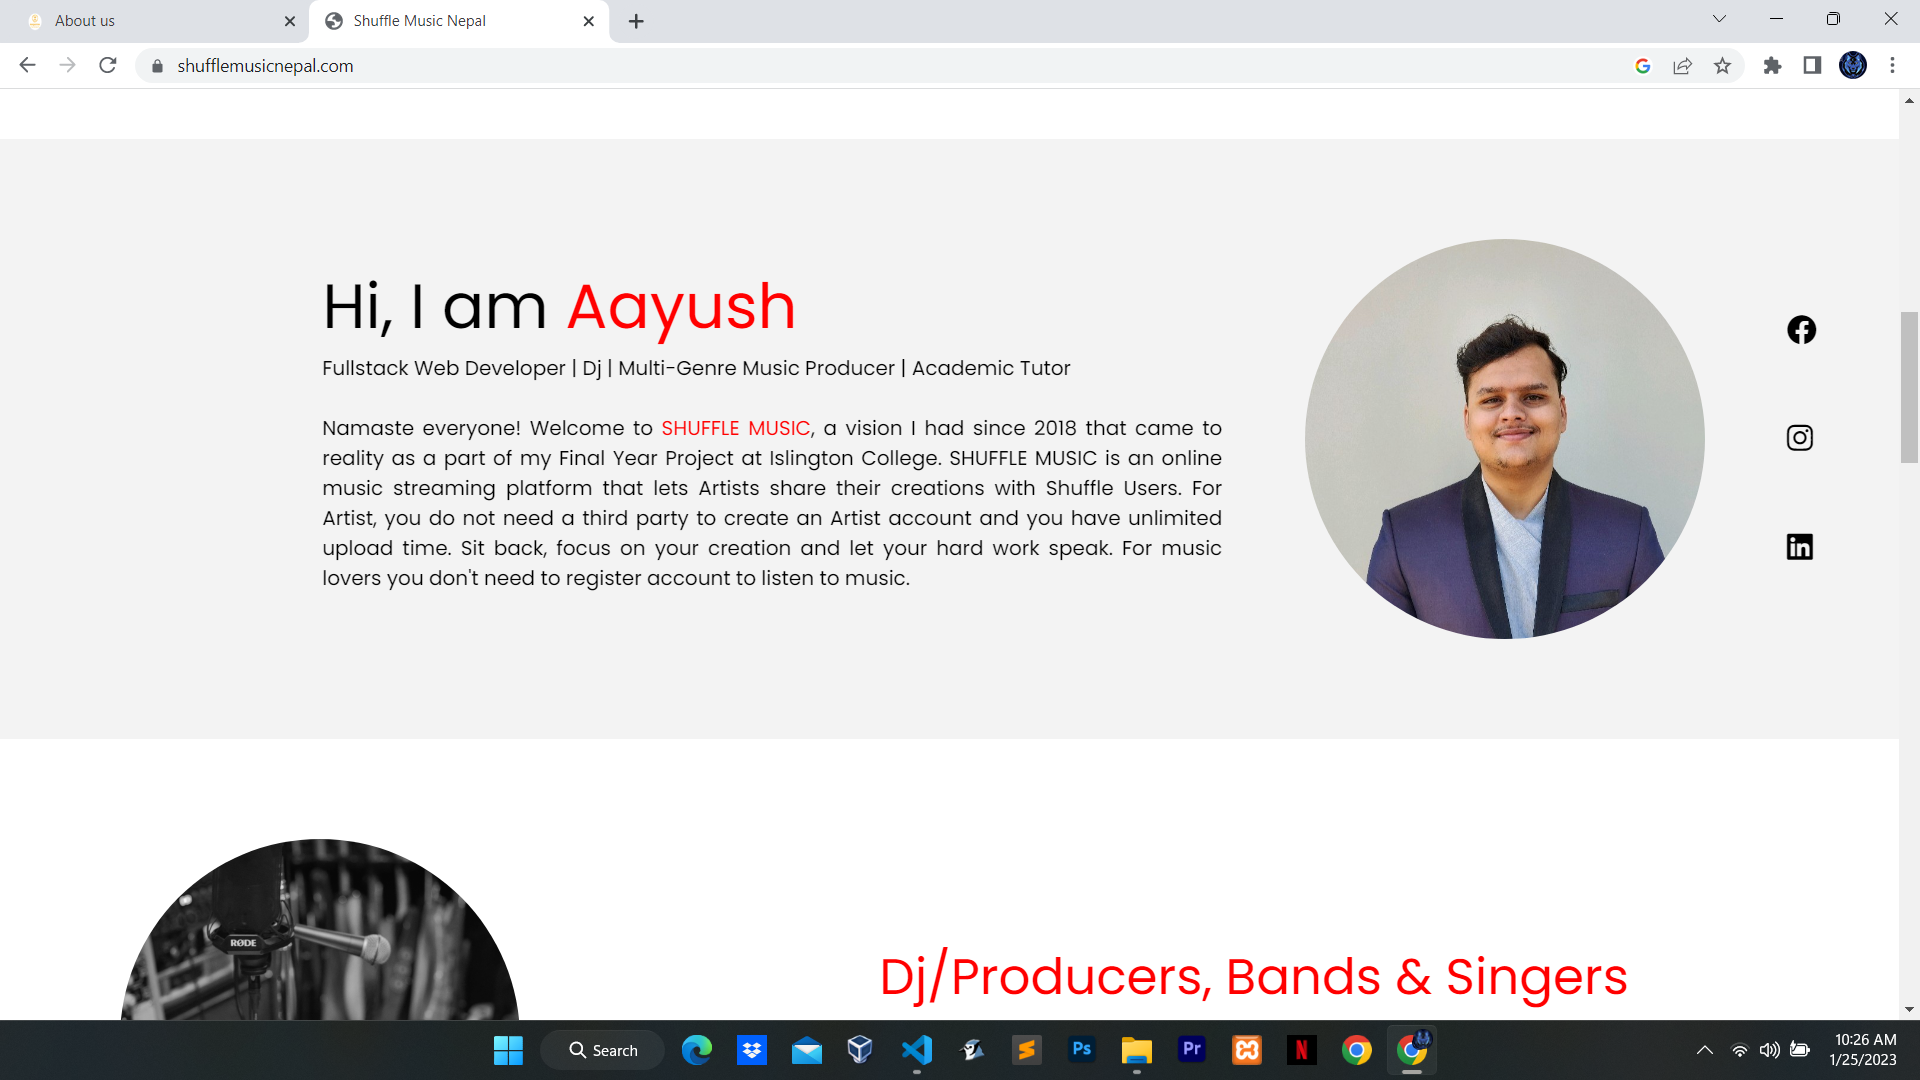 About us
Shuffle Music Nepal
shufflemusicnepal.com
Hi, I am Aayush
Fullstack Web Developer | Dj | Multi-Genre Music Producer | Academic Tutor
Namaste everyone! Welcome to SHUFFLE MUSIC, a vision I had since 2018 that came to
reality as a part of my Final Year Project at Islington College. SHUFFLE MUSIC is an online
music streaming platform that lets Artists share their creations with Shuffle Users. For
Artist, you do not need a third party to create an Artist account and you have unlimited
upload time. Sit back, focus on your creation and let your hard work speak. For music
lovers you don't need to register account to listen to music.
RØDE
Dj/Producers, Bands & Singers
Search
Ps
Pr
N
10:26 AM
1/25/2023